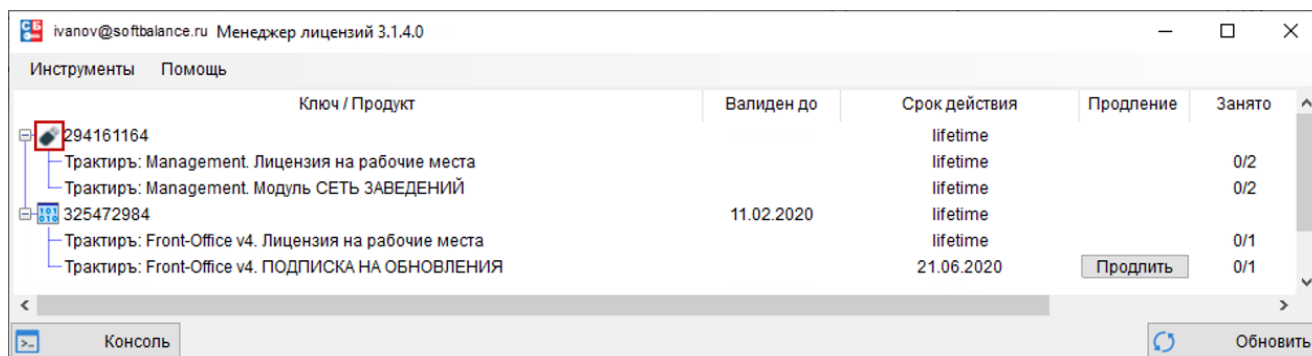 СБ ivanov@softbalance.ru Менеджер лицензий 3.1.4.0
Инструменты Помощь
Ключ / Продукт Валиден до Срок действия Продление Занято
294161164 lifetime
Трактиръ: Management. Лицензия на рабочие места lifetime 0/2
Трактиръ: Management. Модуль СЕТЬ ЗАВЕДЕНИЙ lifetime 0/2
101 010 325472984 11.02.2020 lifetime
Трактиръ: Front-Office v4. Лицензия на рабочие места lifetime 0/1
Трактиръ: Front-Office v4. ПОДПИСКА НА ОБНОВЛЕНИЯ 21.06.2020 Продлить 0/1
Консоль Обновить